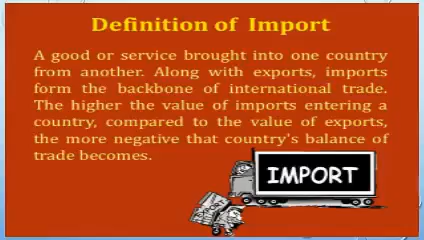 Definition of Import
A good or service brought into one country
from another. Along with exports, imports
form the backbone of international trade.
The higher the value of imports entering a
country, compared to the value of exports,
the more negative that country's balance of
trade becomes.
IMPORT